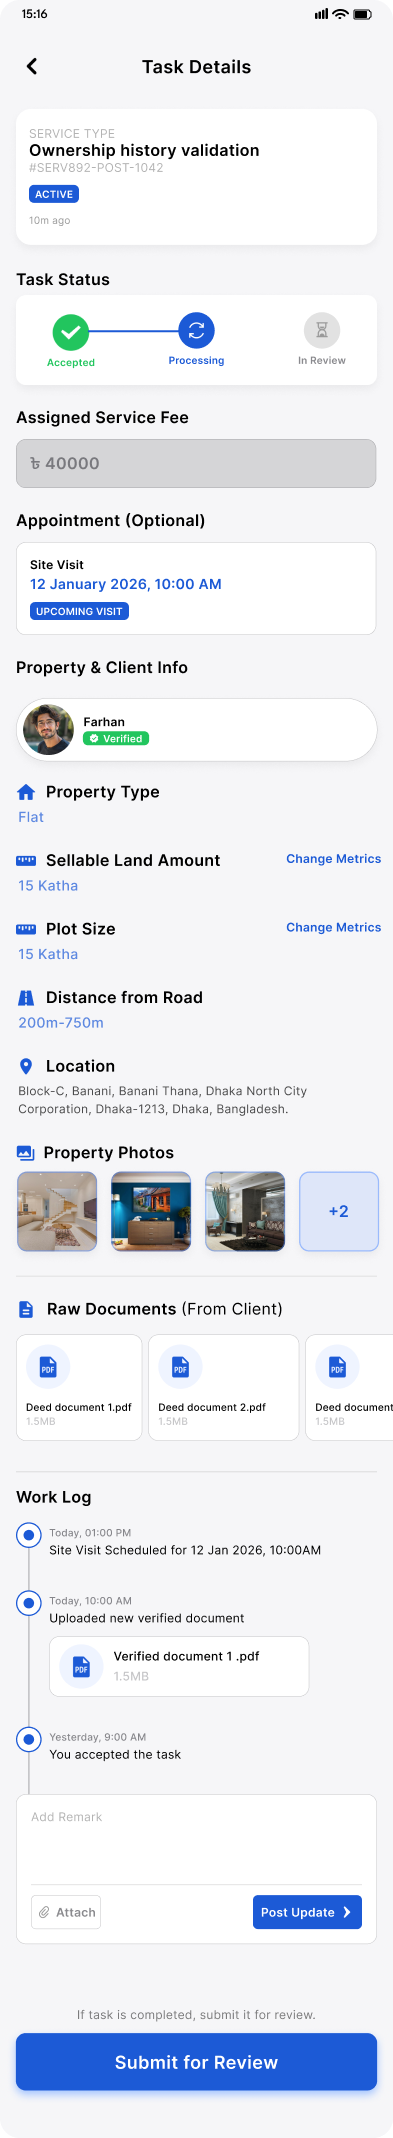 15:16
Task Details
SERVICE TYPE
Ownership history validation
#SERV892-POST-1042
ACTIVE
10m ago
Task Status
Accepted
Processing
In Review
Assigned Service Fee
৳ 40000
Appointment (Optional)
Site Visit
12 January 2026, 10:00 AM
UPCOMING VISIT
Property & Client Info
Farhan
Verified
Property Type
Flat
Sellable Land Amount
Change Metrics
15 Katha
Plot Size
Change Metrics
15 Katha
Distance from Road
200m-750m
Location
Block-C, Banani, Banani Thana, Dhaka North City
Corporation, Dhaka-1213, Dhaka, Bangladesh.
Property Photos
+2
Raw Documents (From Client)
PDF
PDF
PDF
Deed document 1.pdf
Deed document 2.pdf
Deed document
1.5MB
1.5MB
1.5MB
Work Log
Today, 01:00 PM
Site Visit Scheduled for 12 Jan 2026, 10:00AM
Today, 10:00 AM
Uploaded new verified document
PDF
Verified document 1 .pdf
1.5MB
Yesterday, 9:00 AM
You accepted the task
Add Remark
Attach
Post Update
If task is completed, submit it for review.
Submit for Review